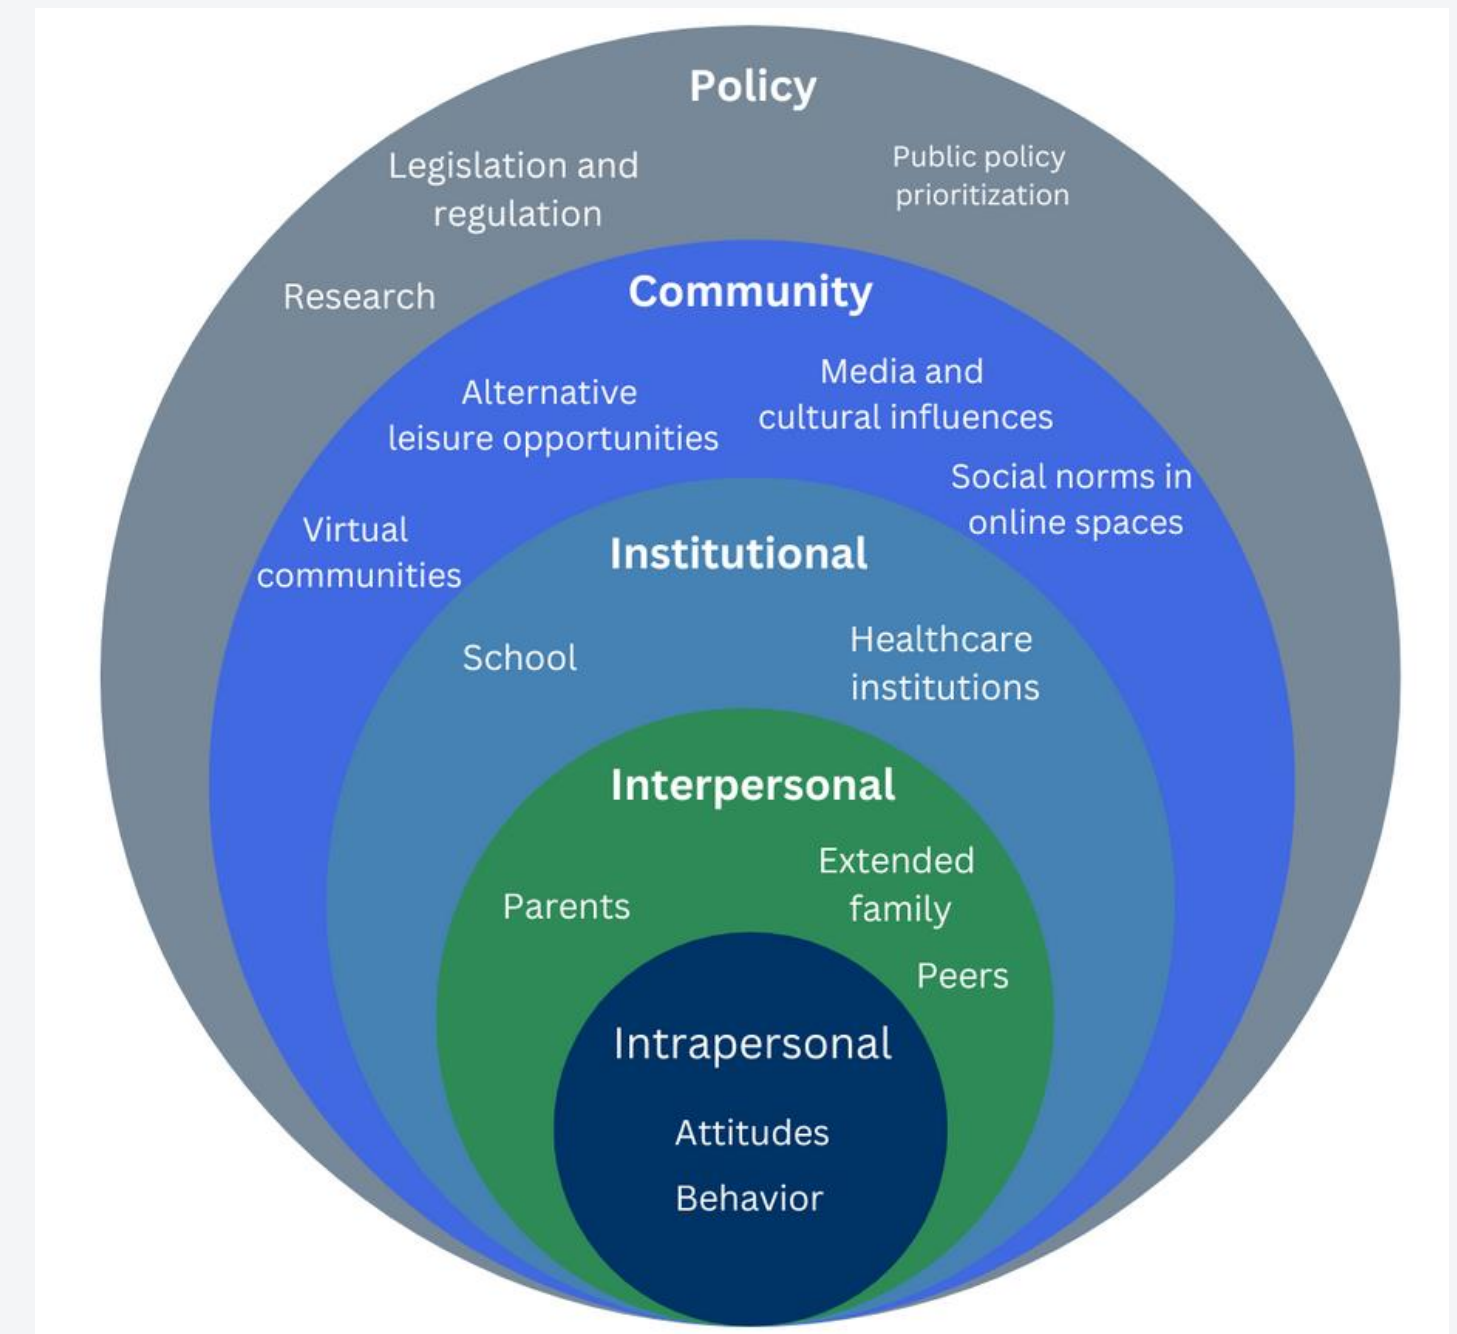 Policy
Legislation and
regulation
Public policy
prioritization
Research
Community
Alternative
leisure opportunities
Media and
cultural influences
Social norms in
online spaces
Virtual
communities
Institutional
School
Healthcare
institutions
Interpersonal
Parents
Extended
family
Peers
Intrapersonal
Attitudes
Behavior